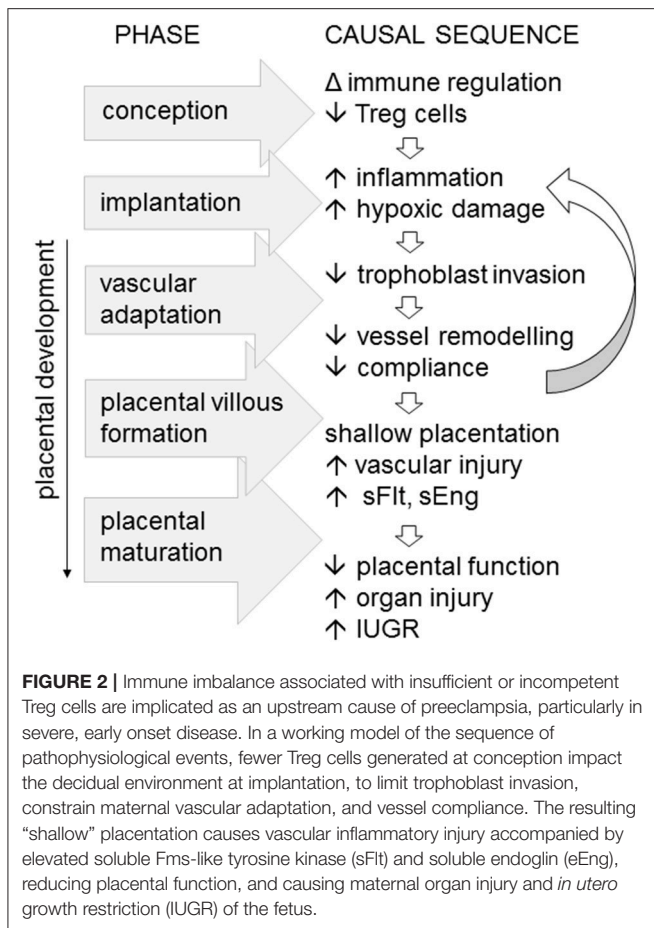 PHASE CAUSAL SEQUENCE
conception
Δ immune regulation
↓ Treg cells
implantation
↑ inflammation
↑ hypoxic damage
placental development
vascular
adaptation
↓ trophoblast invasion
↓ vessel remodelling
↓ compliance
placental villous
formation
shallow placentation
↑ vascular injury
↑ sFlt, sEng
placental
maturation
↓ placental function
↑ organ injury
↑ IUGR
FIGURE 2 | Immune imbalance associated with insufficient or incompetent
Treg cells are implicated as an upstream cause of preeclampsia, particularly in
severe, early onset disease. In a working model of the sequence of
pathophysiological events, fewer Treg cells generated at conception impact
the decidual environment at implantation, to limit trophoblast invasion,
constrain maternal vascular adaptation, and vessel compliance. The resulting
“shallow” placentation causes vascular inflammatory injury accompanied by
elevated soluble Fms-like tyrosine kinase (sFlt) and soluble endoglin (eEng),
reducing placental function, and causing maternal organ injury and in utero
growth restriction (IUGR) of the fetus.